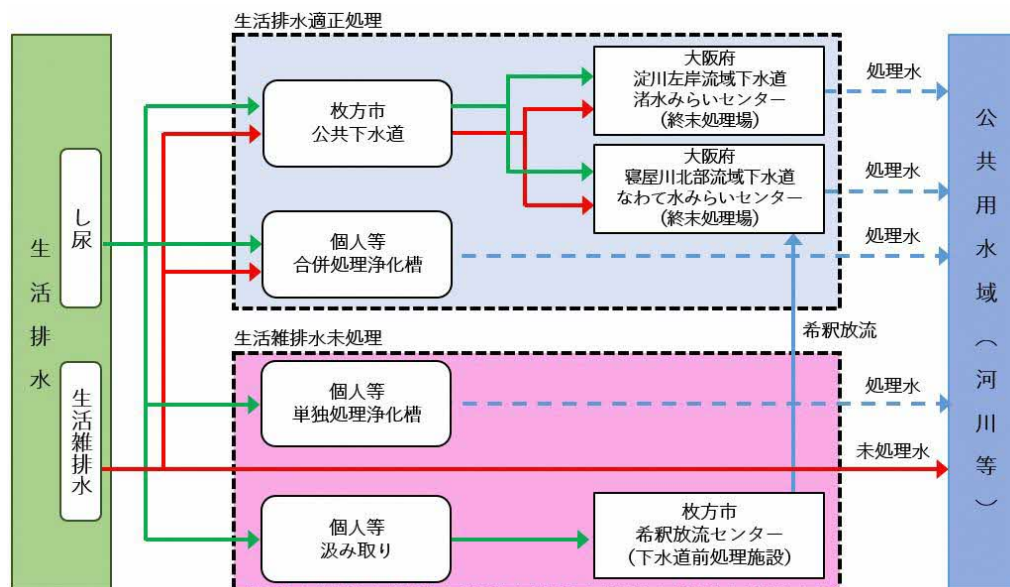 生活排水
し尿
生活雑排水
生活排水適正処理
枚方市
公共下水道
大阪府
淀川左岸流域下水道
渚水みらいセンター
(終末処理場)
大阪府
寝屋川北部流域下水道
なわて水みらいセンター
(終末処理場)
個人等
合併処理浄化槽
処理水
処理水
処理水
希釈放流
生活雑排水未処理
個人等
単独処理浄化槽
処理水
未処理水
個人等
汲み取り
枚方市
希釈放流センター
(下水道前処理施設)
公共用水域(河川等)